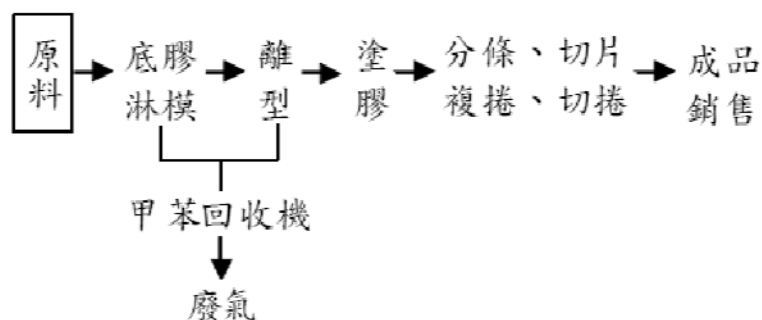 原料
底膠
淋模
離型
塗膠
分條、切片
複捲、切捲
成品
銷售
甲苯回收機
廢氣